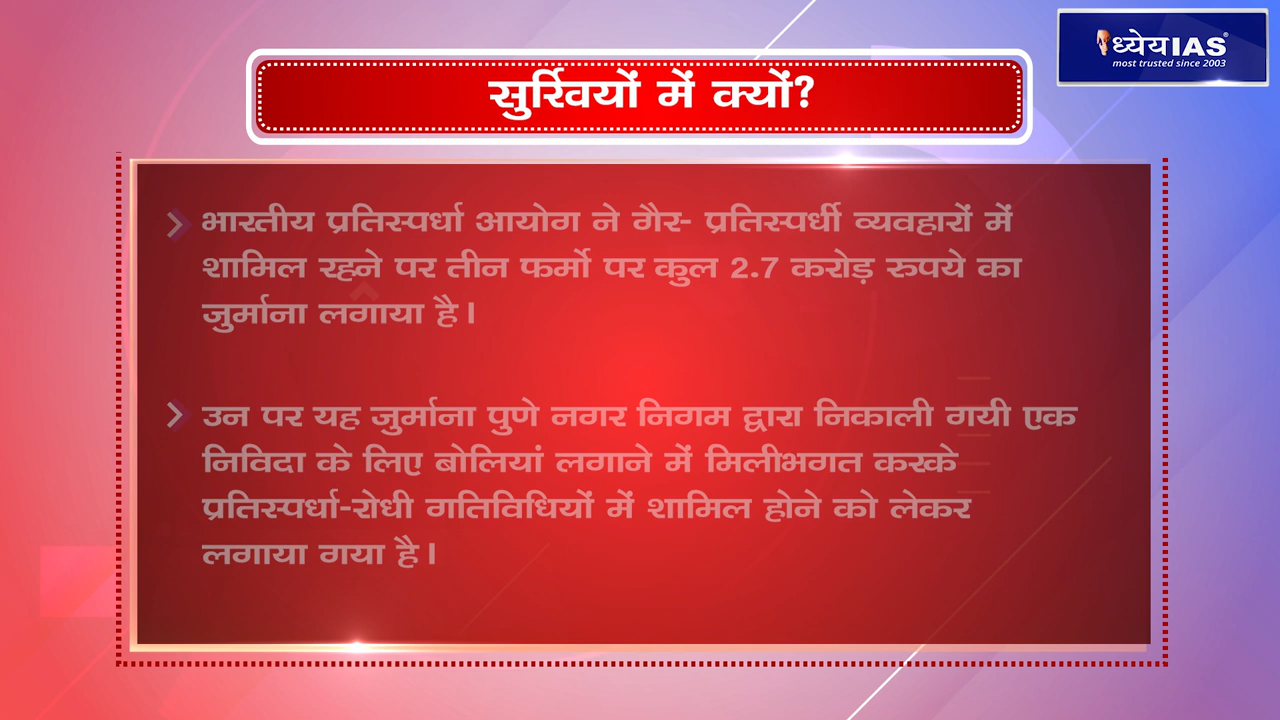 ध्येयIAS®
most trusted since 2003
सुर्खियों में क्यों?
भारतीय प्रतिस्पर्धा आयोग ने गैर- प्रतिस्पर्धी व्यवहारों में
शामिल रहने पर तीन फर्मो पर कुल 2.7 करोड़ रुपये का
जुर्माना लगाया है।
उन पर यह जुर्माना पुणे नगर निगम द्वारा निकाली गयी एक
निविदा के लिए बोलियां लगाने में मिलीभगत करके
प्रतिस्पर्धा-रोधी गतिविधियों में शामिल होने को लेकर
लगाया गया है।